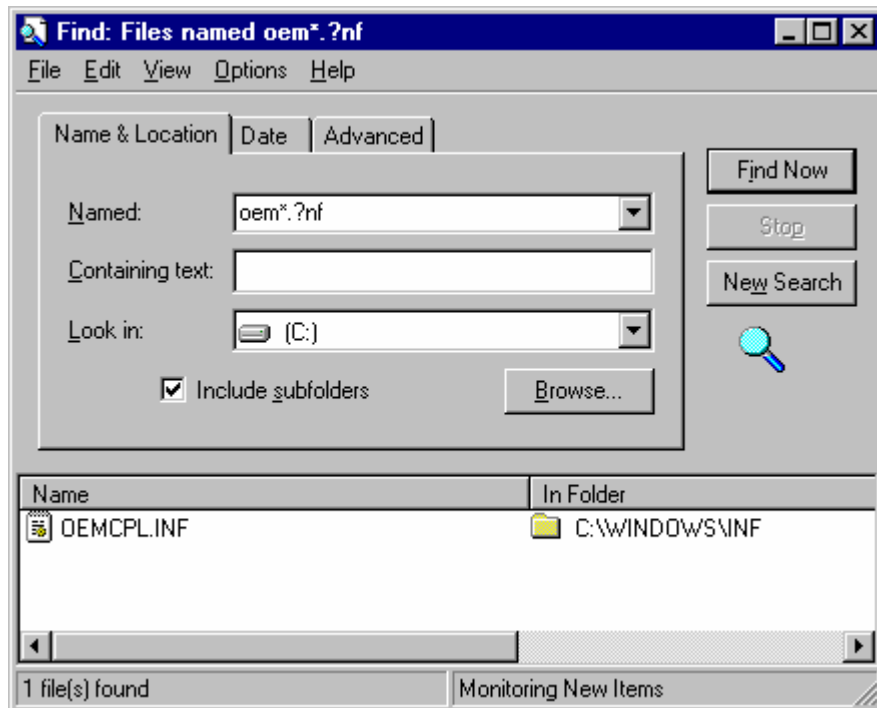 Find: Files named oem*.?nf
File Edit View Options Help
Name & Location Date Advanced
Named: oem*.?nf
Containing text:
Look in: (C:)
Include subfolders
Browse...
Find Now
Stop
New Search
Name In Folder
OEMCPL.INF C:\WINDOWS\INF
1 file(s) found Monitoring New Items